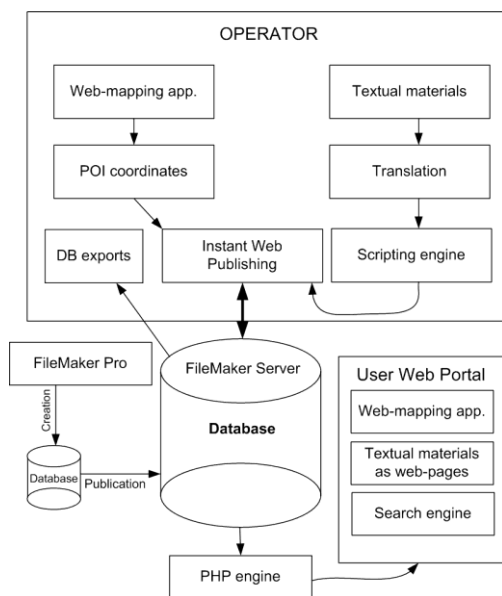 OPERATOR
Web-mapping app.
Textual materials
POI coordinates
Translation
DB exports
Instant Web
Publishing
Scripting engine
FileMaker Pro
FileMaker Server
User Web Portal
Creation
Database
Web-mapping app.
Database
Publication
Textual materials
as web-pages
Search engine
PHP engine